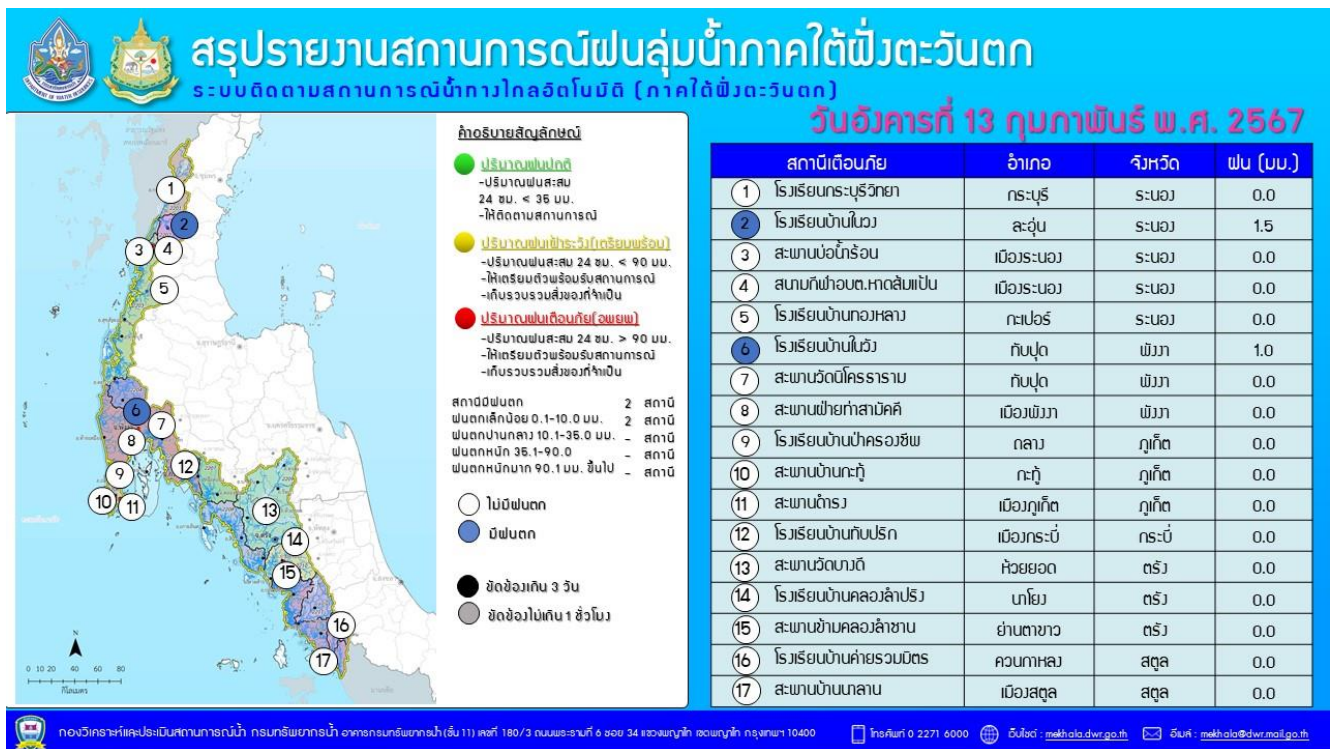 สรุปรายงานสถานการณ์ฝนลุ่มน้ำภาคใต้ฝั่งตะวันตก
ระบบติดตามสถานการณ์น้ำทางไกลอัตโนมัติ (ภาคใต้ฝั่งตะวันตก)
วันอังคารที่ 13 กุมภาพันธ์ พ.ศ. 2567
คำอธิบายสัญลักษณ์
ปริมาณฝนปกติ
-ปริมาณฝนสะสม
24 ชม. < 35 มม.
-ให้ติดตามสถานการณ์
ปริมาณฝนเฝ้าระวัง(เตรียมพร้อม)
-ปริมาณฝนสะสม 24 ชม. < 90 มม.
-ให้เตรียมตัวพร้อมรับสถานการณ์
-เก็บรวบรวมสิ่งของที่จำเป็น
ปริมาณฝนเตือนภัย(อพยพ)
-ปริมาณฝนสะสม 24 ชม. > 90 มม.
-ให้เตรียมตัวพร้อมรับสถานการณ์
-เก็บรวบรวมสิ่งของที่จำเป็น
สถานีมีฝนตก 2 สถานี
ฝนตกเล็กน้อย 0.1-10.0 มม. 2 สถานี
ฝนตกปานกลาง 10.1-35.0 มม. - สถานี
ฝนตกหนัก 35.1-90.0 - สถานี
ฝนตกหนักมาก 90.1 มม. ขึ้นไป - สถานี
ไม่มีฝนตก
มีฝนตก
ขัดข้องเกิน 3 วัน
ขัดข้องไม่เกิน 1 ชั่วโมง
1
2
3 4
5
6
7
8
9
10 11
12
13
14
15
16
17
N
0 10 20 40 60 80
กิโลเมตร
สถานีเตือนภัย อำเภอ จังหวัด ฝน (มม.)
1 โรงเรียนกระบุรีวิทยา กระบุรี ระนอง 0.0
2 โรงเรียนบ้านในวง ละอุ่น ระนอง 1.5
3 สะพานบ่อน้ำร้อน เมืองระนอง ระนอง 0.0
4 สนามกีฬาอบต.หาดส้มแป้น เมืองระนอง ระนอง 0.0
5 โรงเรียนบ้านทองหลาง กะเปอร์ ระนอง 0.0
6 โรงเรียนบ้านในวัง ทับปุด พังงา 1.0
7 สะพานวัดนิโครธาราม ทับปุด พังงา 0.0
8 สะพานฝ่ายท่าสามัคคี เมืองพังงา พังงา 0.0
9 โรงเรียนบ้านป่าครองชีพ ถลาง ภูเก็ต 0.0
10 สะพานบ้านกะทู้ กะทู้ ภูเก็ต 0.0
11 สะพานดำรง เมืองภูเก็ต ภูเก็ต 0.0
12 โรงเรียนบ้านทับปริก เมืองกระบี่ กระบี่ 0.0
13 สะพานวัดบางดี ห้วยยอด ตรัง 0.0
14 โรงเรียนบ้านคลองลำปริง นาโยง ตรัง 0.0
15 สะพานข้ามคลองลำชาน ย่านตาขาว ตรัง 0.0
16 โรงเรียนบ้านค่ายรวมมิตร ควนกาหลง สตูล 0.0
17 สะพานบ้านนาลาน เมืองสตูล สตูล 0.0
กองวิเคราะห์และประเมินสถานการณ์น้ำ กรมทรัพยากรน้ำ อาคารกรมทรัพยากรน้ำ (ชั้น 11) เลขที่ 180/3 ถนนพระรามที่ 6 ซอย 34 แขวงพญาไท เขตพญาไท กรุงเทพฯ 10400 โทรศัพท์ 0 2271 6000 เว็บไซต์ : mekhala.dwr.go.th อีเมล์ : mekhala@dwr.mail.go.th